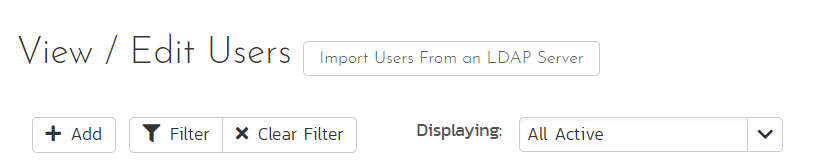 View / Edit Users
Import Users From an LDAP Server
Add
Filter
Clear Filter
Displaying:
All Active